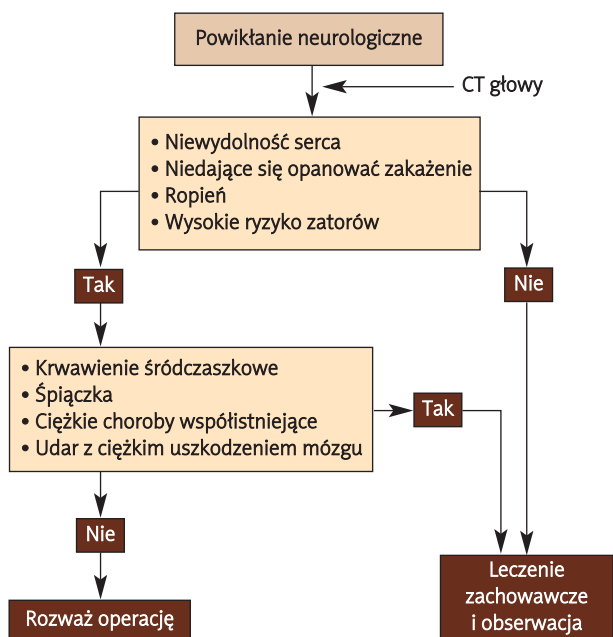 Powikłanie neurologiczne
CT głowy
• Niewydolność serca
• Niedające się opanować zakażenie
• Ropień
• Wysokie ryzyko zatorów
Tak
Nie
• Krwawienie śródczaszkowe
• Śpiączka
• Ciężkie choroby współistniejące
• Udar z ciężkim uszkodzeniem mózgu
Tak
Nie
Rozważ operację
Leczenie
zachowawcze
i obserwacja